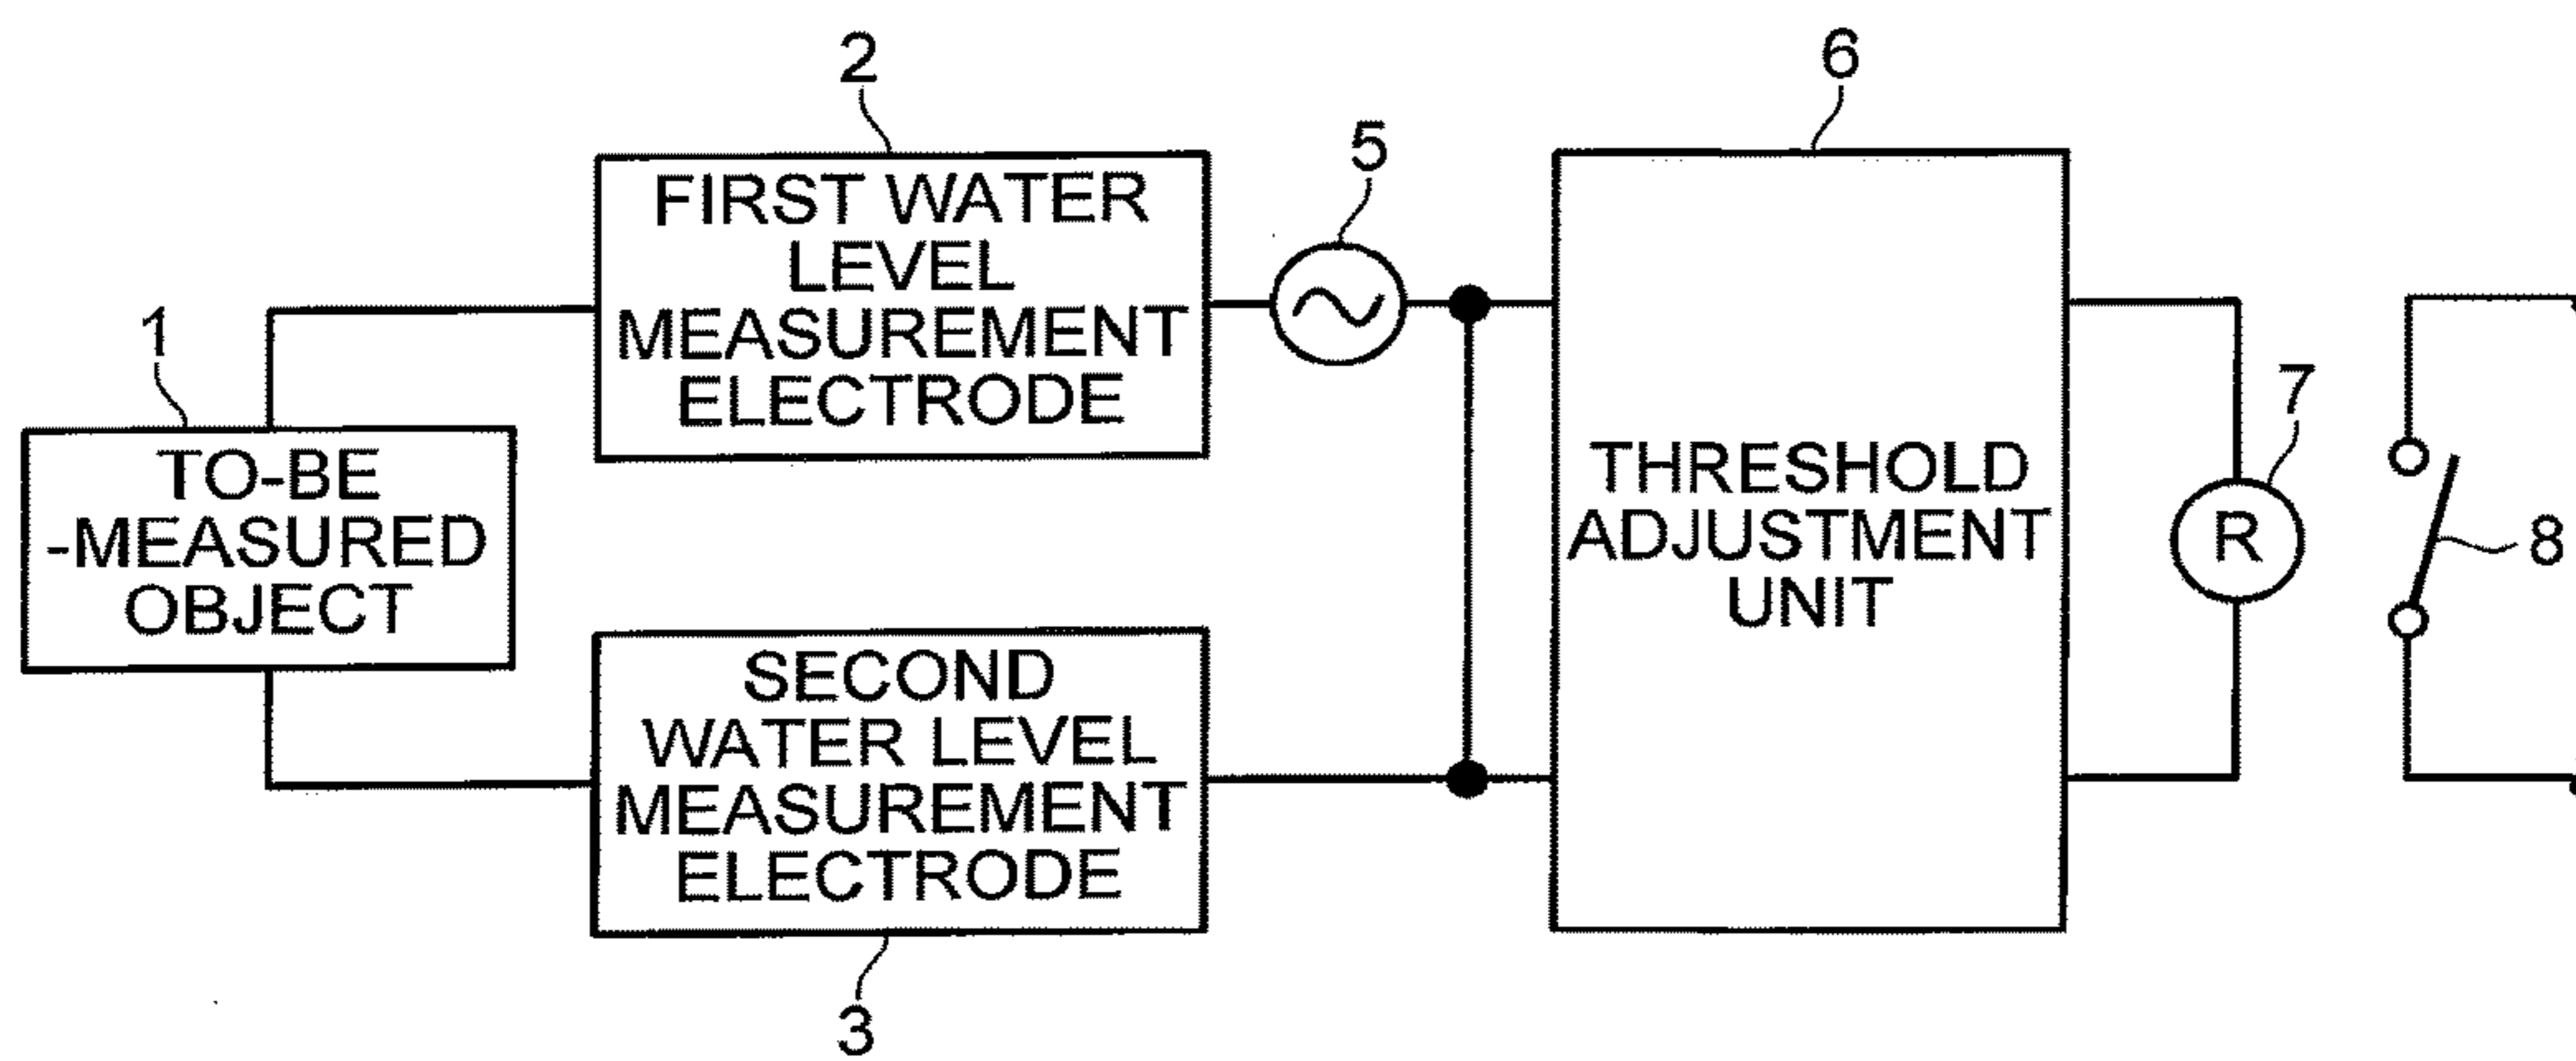 2
6
5
FIRST WATER
LEVEL
MEASUREMENT
ELECTRODE
1
TO-BE
-MEASURED
OBJECT
7
THRESHOLD
ADJUSTMENT
UNIT
R
8
SECOND
WATER LEVEL
MEASUREMENT
ELECTRODE
3